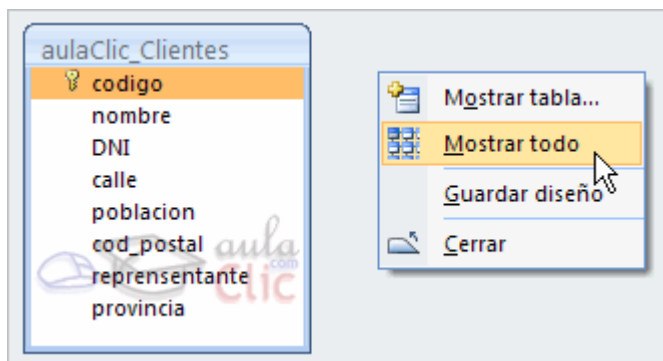 aulaClic_Clientes
codigo
nombre
DNI
calle
poblacion
cod_postal
reprensentante
provincia
aula
.com
Clic
Mostrar tabla...
Mostrar todo
Guardar diseño
Cerrar